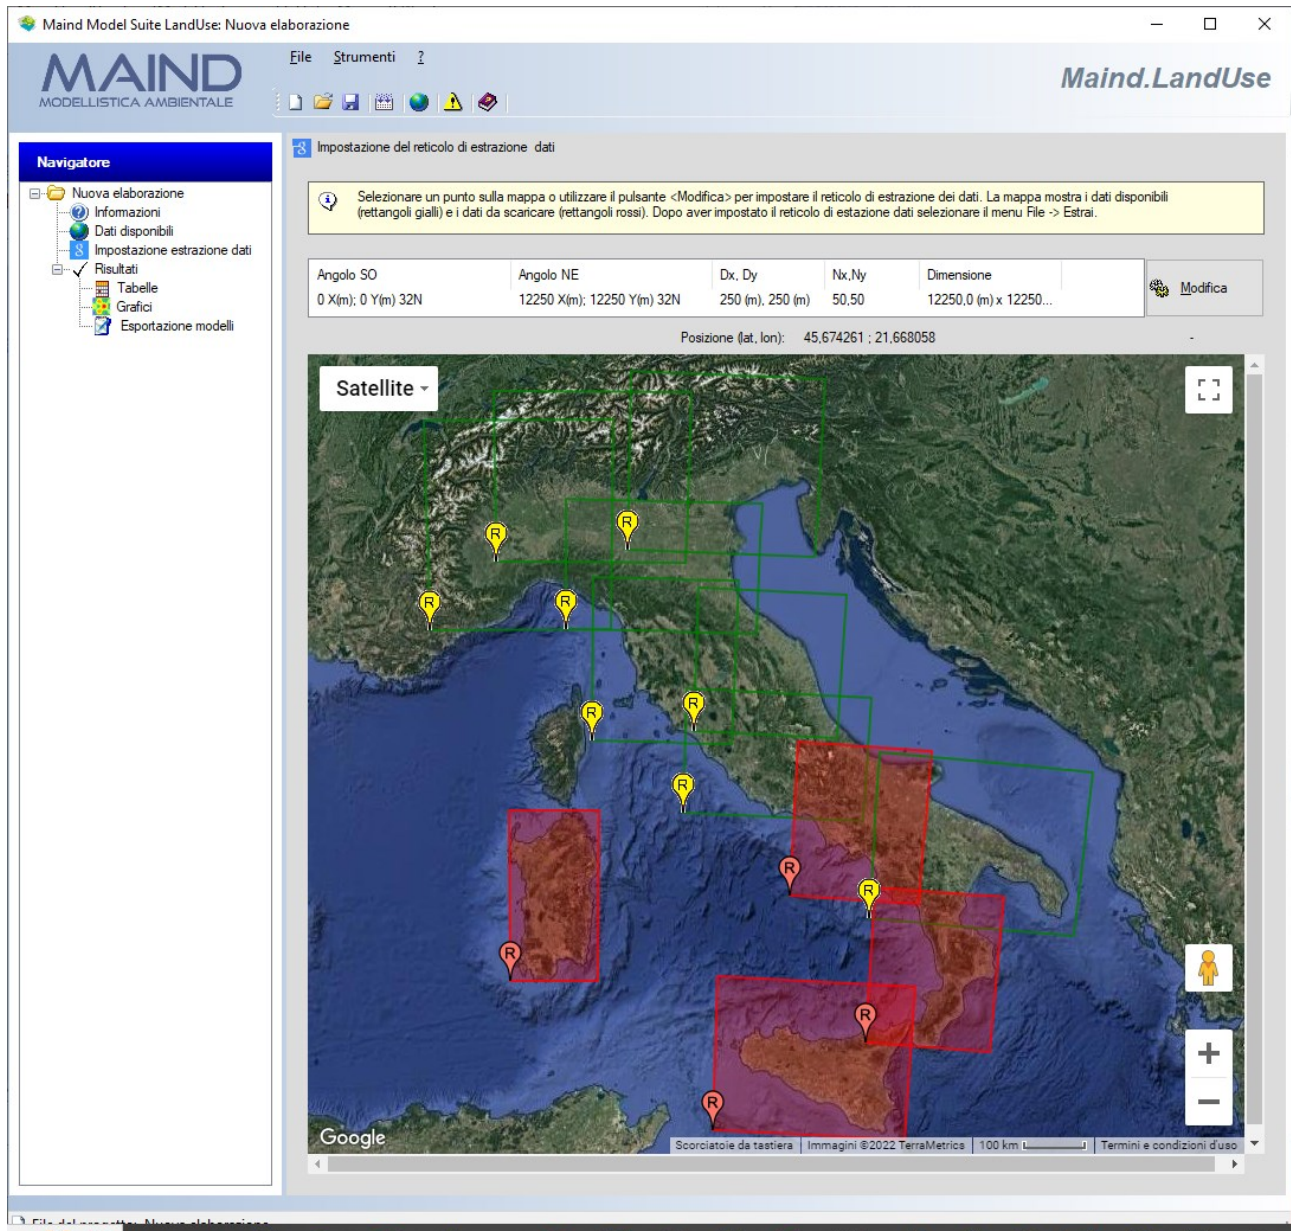 Maind Model Suite LandUse: Nuova elaborazione
MAIND
MODELLISTICA AMBIENTALE
File Strumenti ?
Maind.LandUse
Navigatore
Nuova elaborazione
Informazioni
Dati disponibili
Impostazione estrazione dati
Risultati
Tabelle
Grafici
Esportazione modelli
Impostazione del reticolo di estrazione dati
Selezionare un punto sulla mappa o utilizzare il pulsante <Modifica> per impostare il reticolo di estrazione dei dati. La mappa mostra i dati disponibili
(rettangoli gialli) e i dati da scaricare (rettangoli rossi). Dopo aver impostato il reticolo di estazione dati selezionare il menu File -> Estrai.
Angolo SO Angolo NE Dx, Dy Nx,Ny Dimensione
0 X(m); 0 Y(m) 32N 12250 X(m); 12250 Y(m) 32N 250 (m), 250 (m) 50,50 12250,0 (m) x 12250...
Modifica
Posizione (lat, lon): 45,674261 ; 21,668058 -
Satellite
R
R
R
R
R
R
R
R
R
R
R
R
Google
Scorciatoie da tastiera Immagini ©2022 TerraMetrics 100 km Termini e condizioni d'uso
File del progetto: Nuova elaborazione